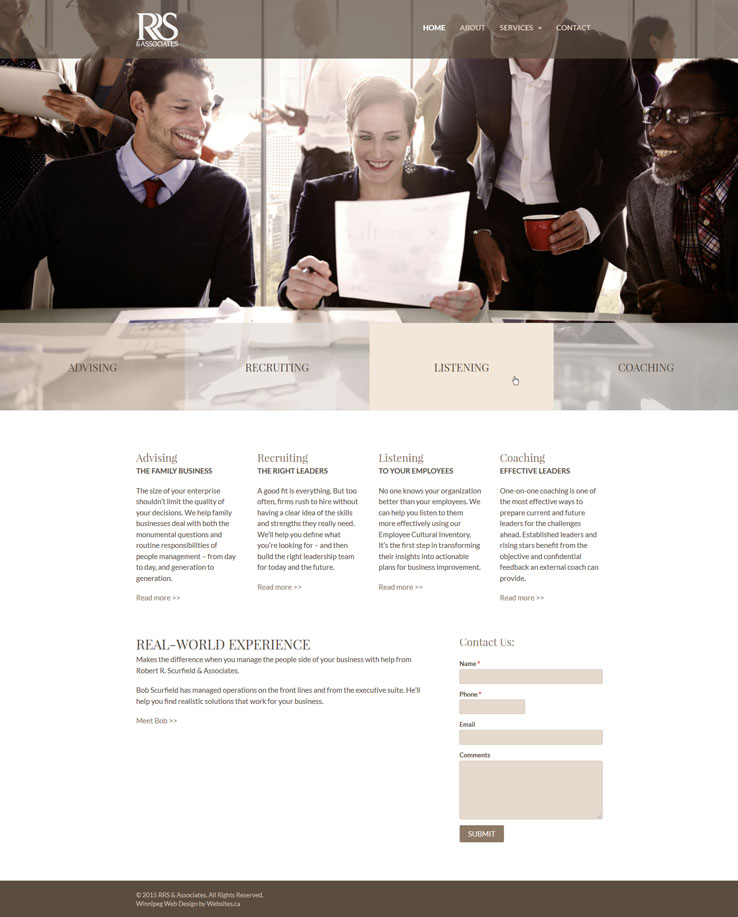 RRS
& ASSOCIATES
HOME ABOUT SERVICES CONTACT
ADVISING RECRUITING LISTENING COACHING
Advising
THE FAMILY BUSINESS
The size of your enterprise
shouldn't limit the quality of
your decisions. We help family
businesses deal with both the
monumental questions and
routine responsibilities of
people management – from day
to day, and generation to
generation.
Read more >>
Recruiting
THE RIGHT LEADERS
A good fit is everything. But too
often, firms rush to hire without
having a clear idea of the skills
and strengths they really need.
We'll help you define what
you're looking for – and then
build the right leadership team
for today and the future.
Read more >>
Listening
TO YOUR EMPLOYEES
No one knows your organization
better than your employees. We
can help you listen to them
more effectively using our
Employee Cultural Inventory.
It's the first step in transforming
their insights into actionable
plans for business improvement.
Read more >>
Coaching
EFFECTIVE LEADERS
One-on-one coaching is one of
the most effective ways to
prepare current and future
leaders for the challenges
ahead. Established leaders and
rising stars benefit from the
objective and confidential
feedback an external coach can
provide.
Read more >>
REAL-WORLD EXPERIENCE
Makes the difference when you manage the people side of your business with help from
Robert R. Scurfield & Associates.
Bob Scurfield has managed operations on the front lines and from the executive suite. He'll
help you find realistic solutions that work for your business.
Meet Bob >>
Contact Us:
Name *
Phone *
Email
Comments
SUBMIT
© 2015 RRS & Associates. All Rights Reserved.
Winnipeg Web Design by Websites.ca